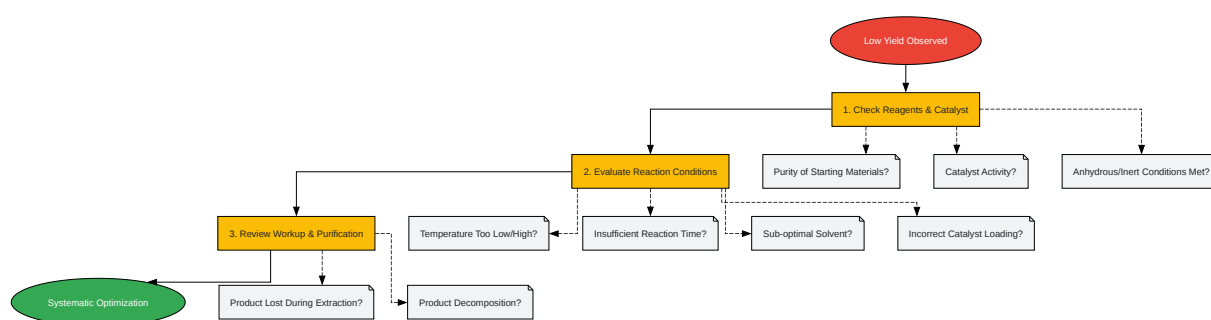 Low Yield Observed
1. Check Reagents & Catalyst
2. Evaluate Reaction Conditions
Purity of Starting Materials?
Catalyst Activity?
Anhydrous/Inert Conditions Met?
3. Review Workup & Purification
Temperature Too Low/High?
Insufficient Reaction Time?
Sub-optimal Solvent?
Incorrect Catalyst Loading?
Systematic Optimization
Product Lost During Extraction?
Product Decomposition?